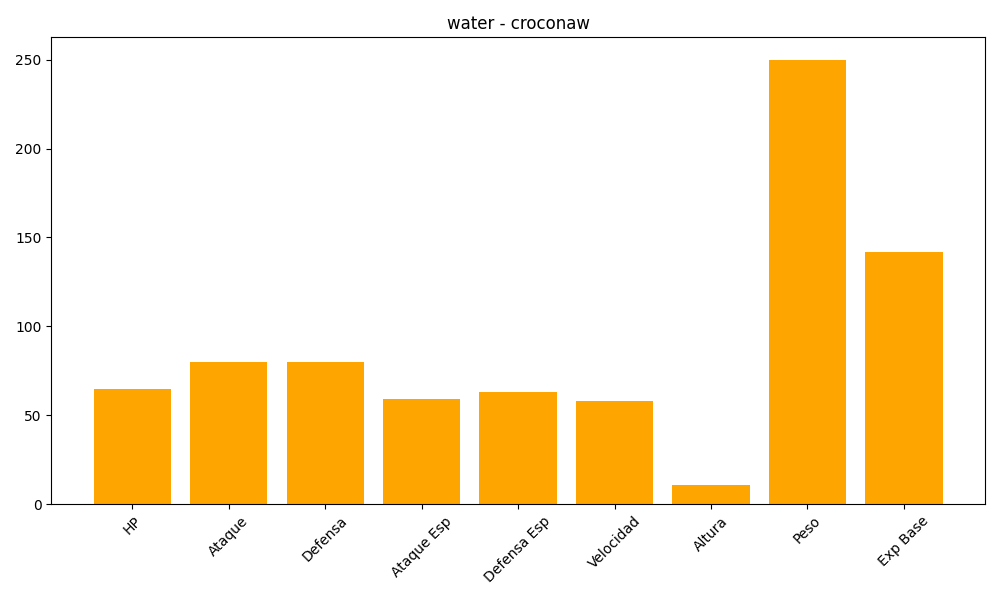 water - croconaw
250
200
150
100
50
0
HP
Ataque
Defensa
Ataque Esp
Defensa Esp
Velocidad
Altura
Peso
Exp Base